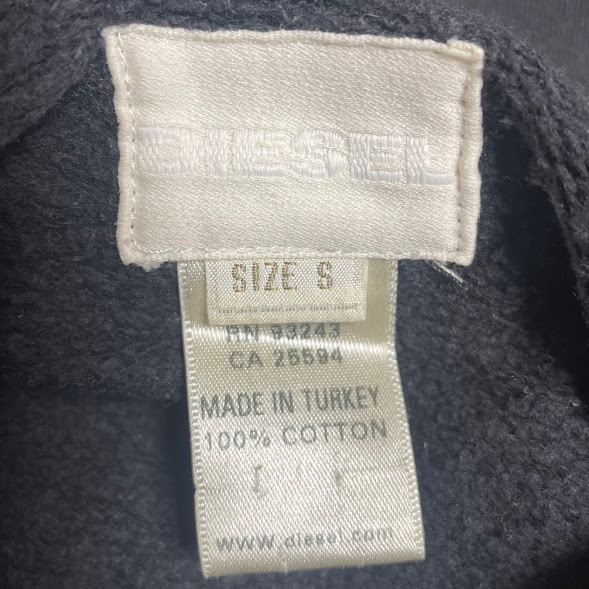 DIESEL
SIZE S
RN 93243
CA 25594
MADE IN TURKEY
100% COTTON
www.diesel.com